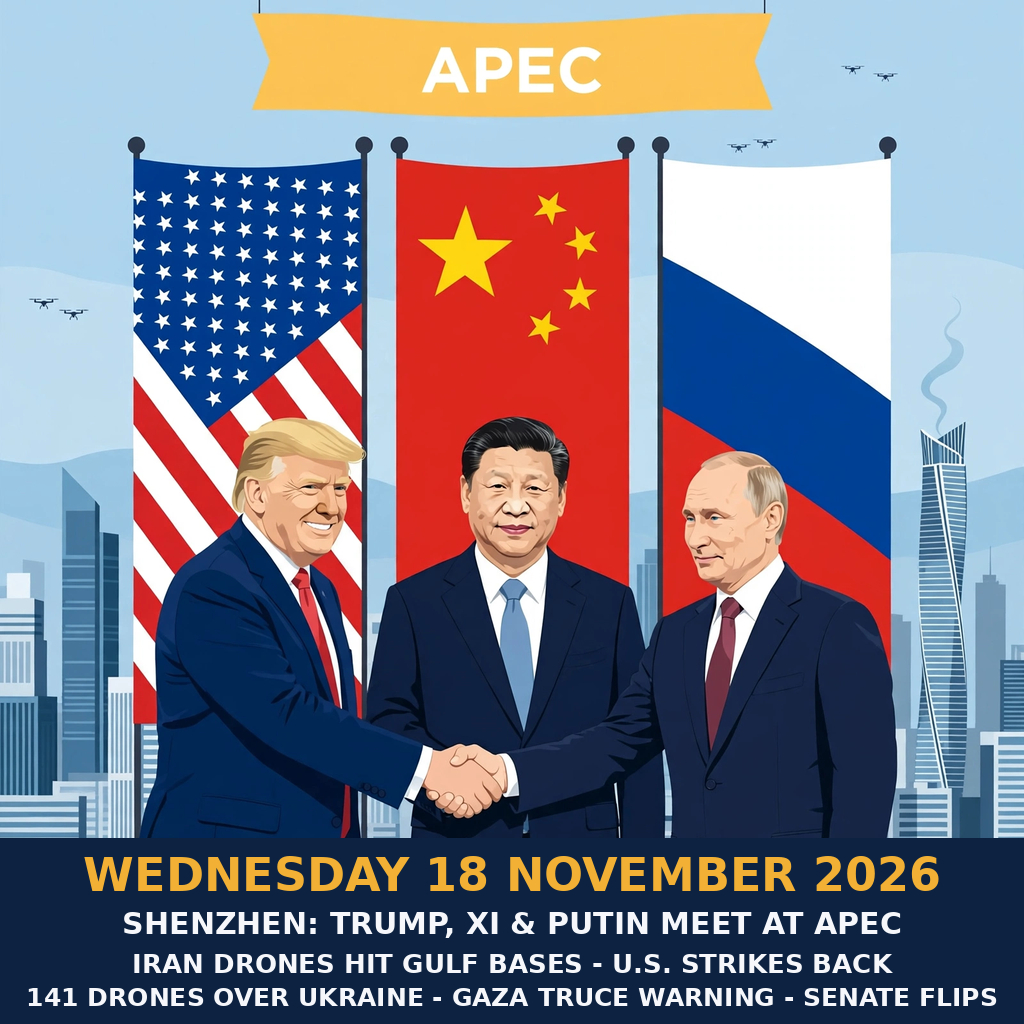 APEC
WEDNESDAY 18 NOVEMBER 2026
SHENZHEN: TRUMP, XI & PUTIN MEET AT APEC
IRAN DRONES HIT GULF BASES - U.S. STRIKES BACK
141 DRONES OVER UKRAINE - GAZA TRUCE WARNING - SENATE FLIPS